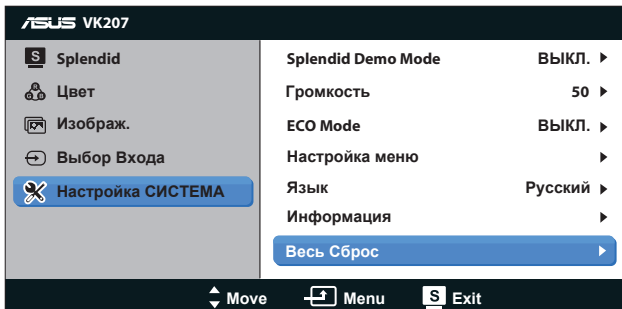 ASUS VK207
S Splendid
Цвет
Изображ.
Выбор Входа
Настройка СИСТЕМА
Splendid Demo Mode ВЫКЛ.
Громкость 50
ECO Mode ВЫКЛ.
Настройка меню
Язык Русский
Информация
Весь Сброс
Move Menu S Exit